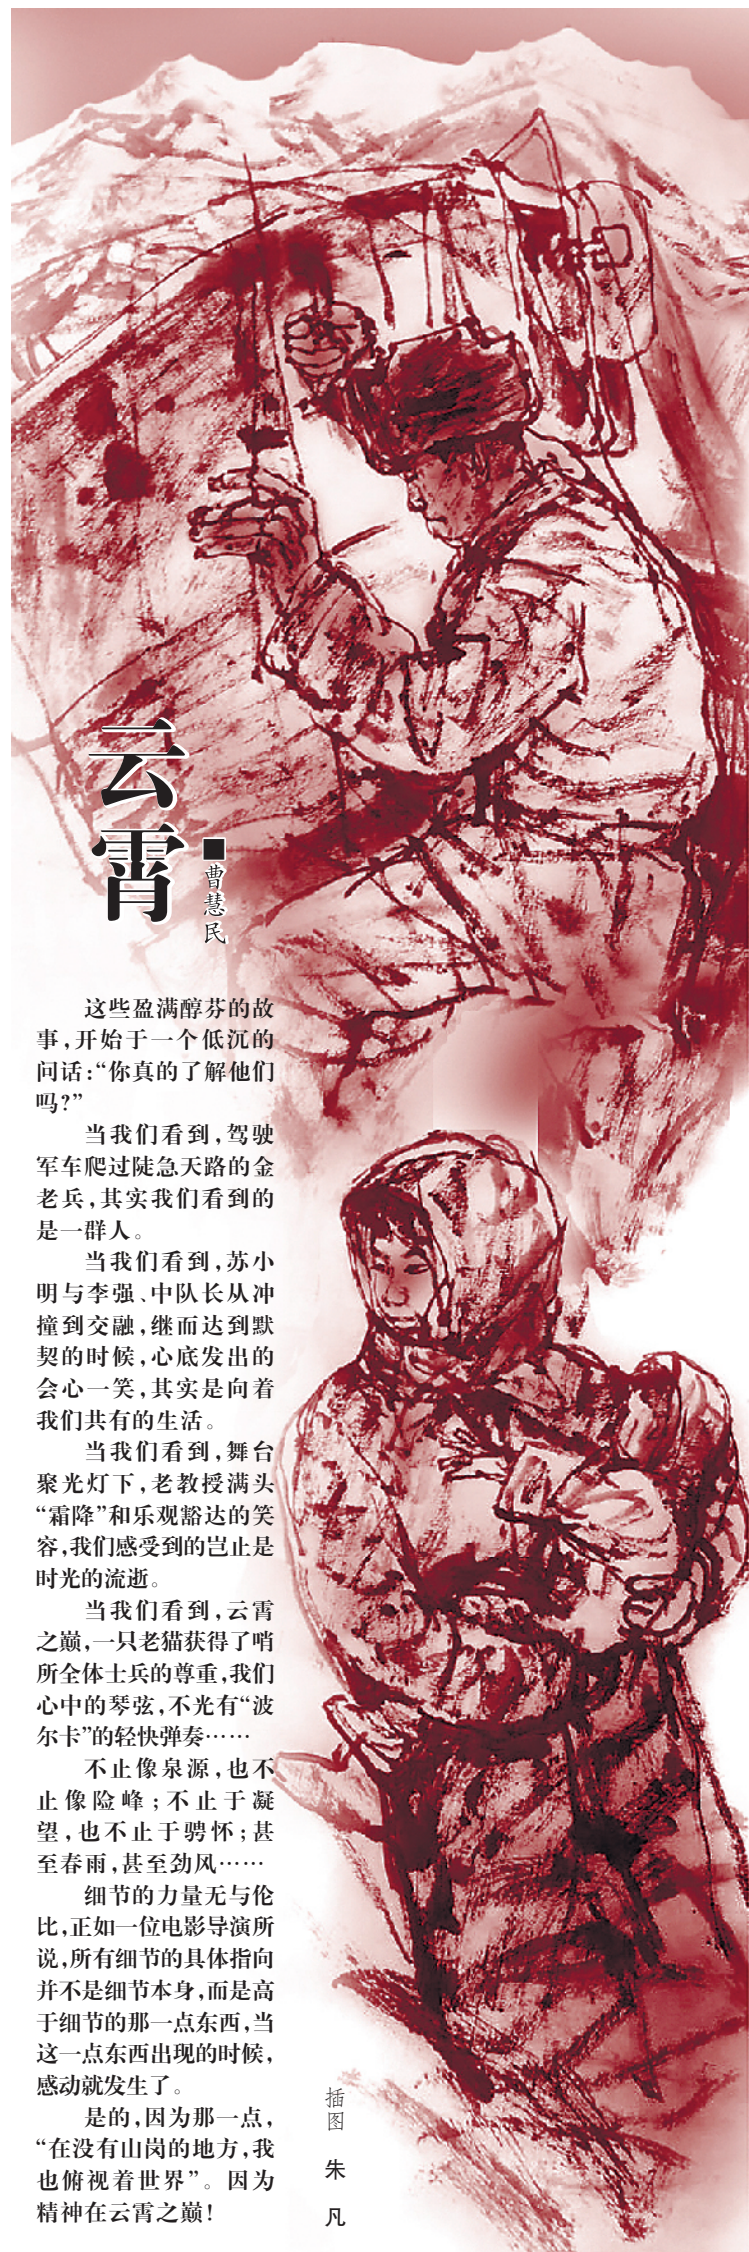 云霄
■曹慧民
这些盈满醇芬的故
事,开始于一个低沉的
问话:“你真的了解他们
吗?”
当我们看到,驾驶
军车爬过陡急天路的金
老兵,其实我们看到的
是一群人。
当我们看到,苏小
明与李强、中队长从冲
撞到交融,继而达到默
契的时候,心底发出的
会心一笑,其实是向着
我们共有的生活。
当我们看到,舞台
聚光灯下,老教授满头
“霜降”和乐观豁达的笑
容,我们感受到的岂止是
时光的流逝。
当我们看到,云霄
之巅,一只老猫获得了哨
所全体士兵的尊重,我们
心中的琴弦,不光有“波
尔卡”的轻快弹奏……
不止像泉源,也不
止像险峰;不止于凝
望,也不止于骋怀;甚
至春雨,甚至劲风……
细节的力量无与伦
比,正如一位电影导演所
说,所有细节的具体指向
并不是细节本身,而是高
于细节的那一点东西,当
这一点东西出现的时候,
感动就发生了。
是的,因为那一点,
“在没有山岗的地方,我
也俯视着世界”。因为
精神在云霄之巅!
插图 朱凡